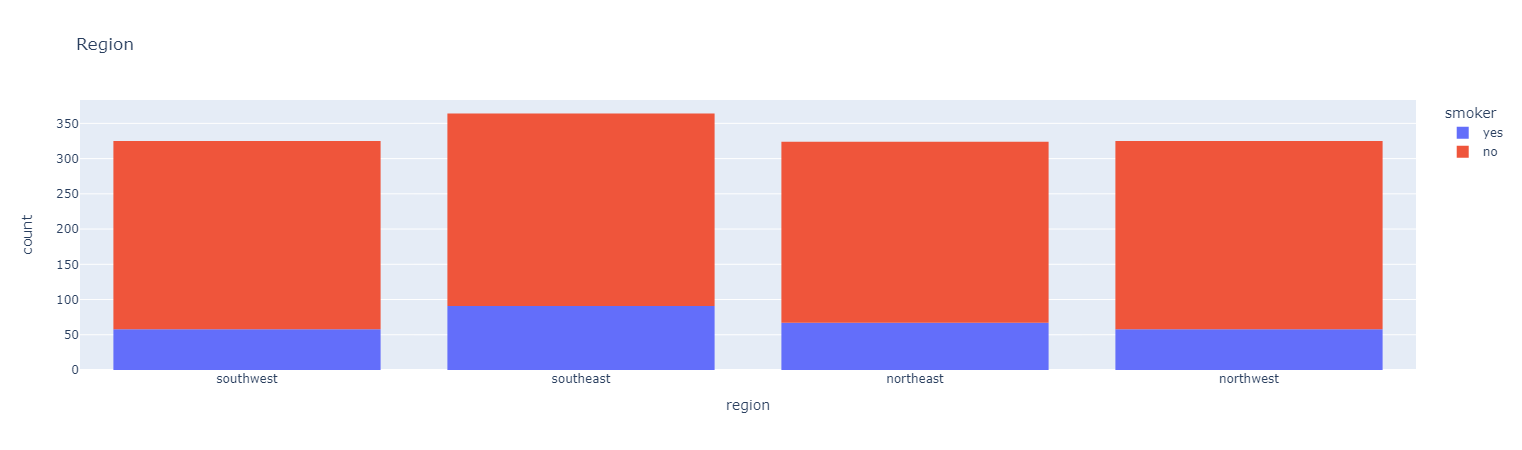 Region
smoker
yes
no
count
350
300
250
200
150
100
50
0
southwest
southeast
northeast
northwest
region